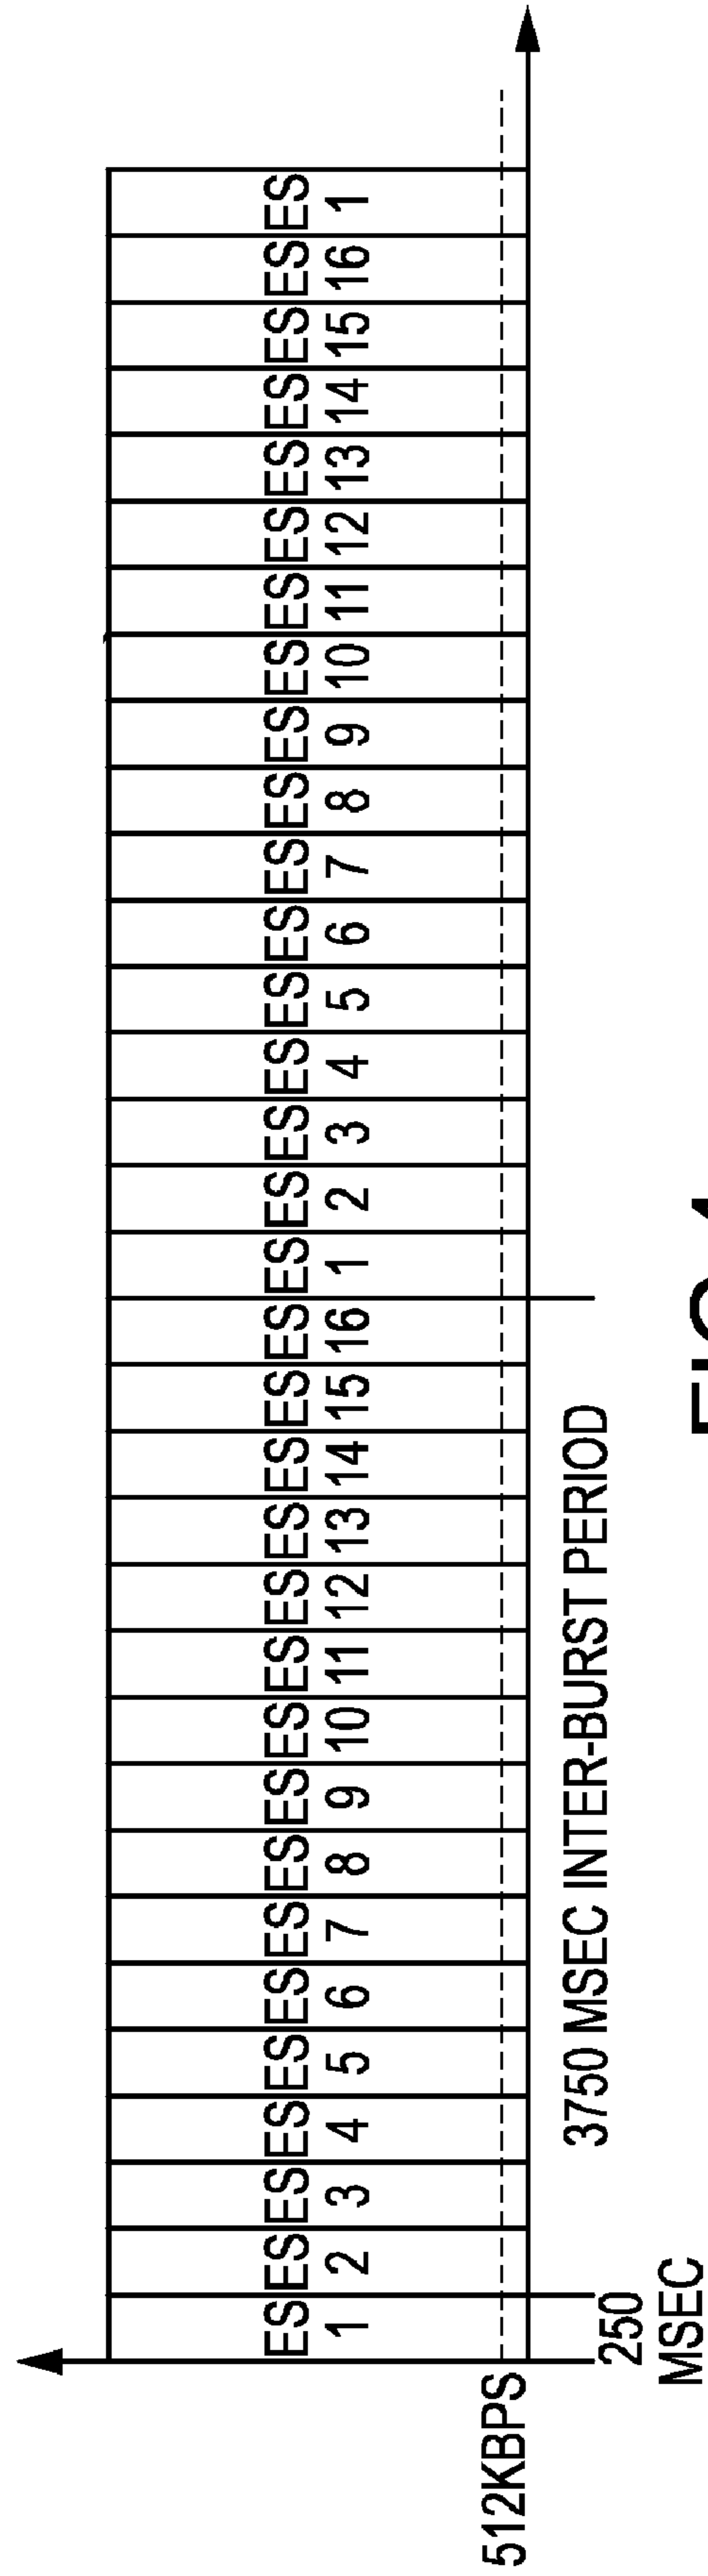 ES ES ES ES ES ES ES ES ES ES ES ES ES ES ES ES ES ES ES ES ES ES ES ES ES ES ES ES ES ES ES ES ES
1 2 3 4 5 6 7 8 9 10 11 12 13 14 15 16 1 2 3 4 5 6 7 8 9 10 11 12 13 14 15 16 1
512KBPS
3750 MSEC INTER-BURST PERIOD
250
MSEC